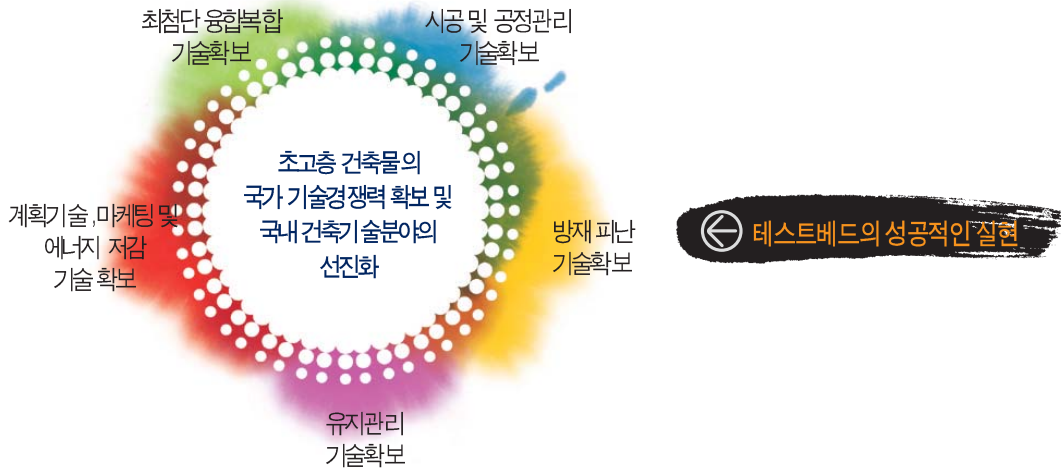 최첨단 융합복합
기술확보
시공 및 공정관리
기술확보
초고층 건축물의
국가 기술경쟁력 확보 및
국내 건축기술분야의
선진화
계획기술, 마케팅 및
에너지 저감
기술 확보
방재 피난
기술확보
테스트베드의 성공적인 실현
유지관리
기술확보